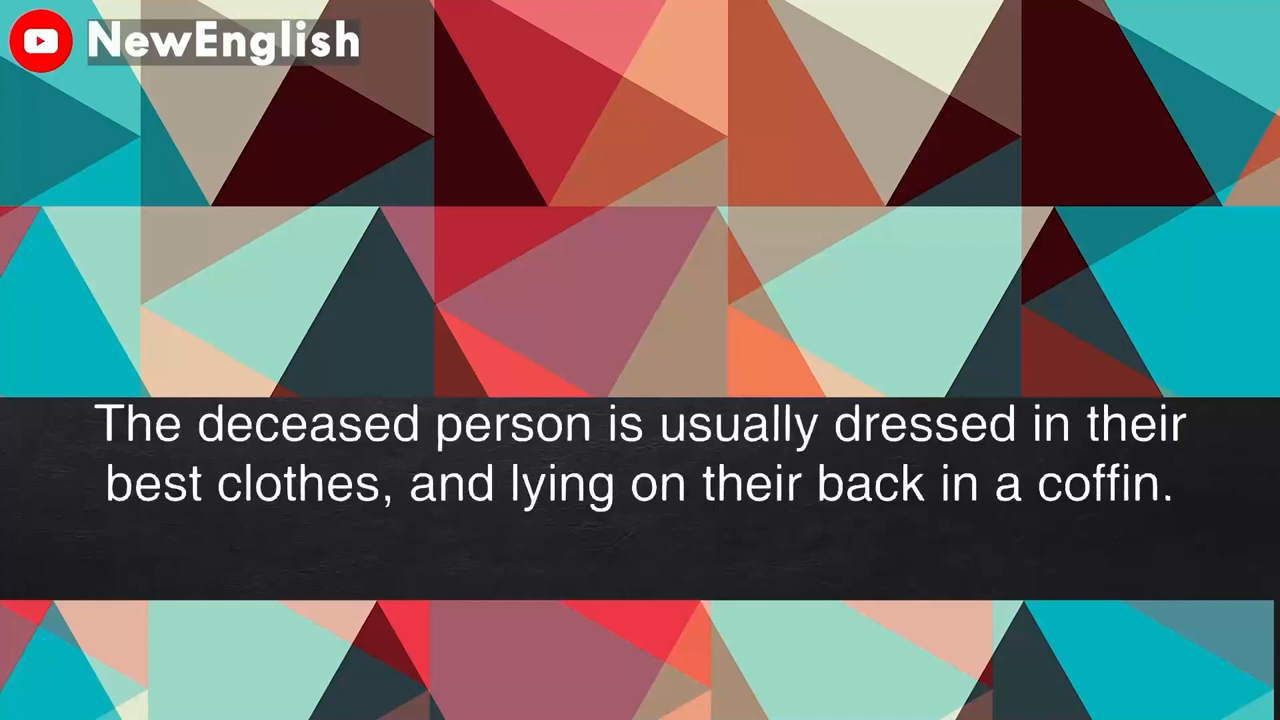 NewEnglish
The deceased person is usually dressed in their
best clothes, and lying on their back in a coffin.